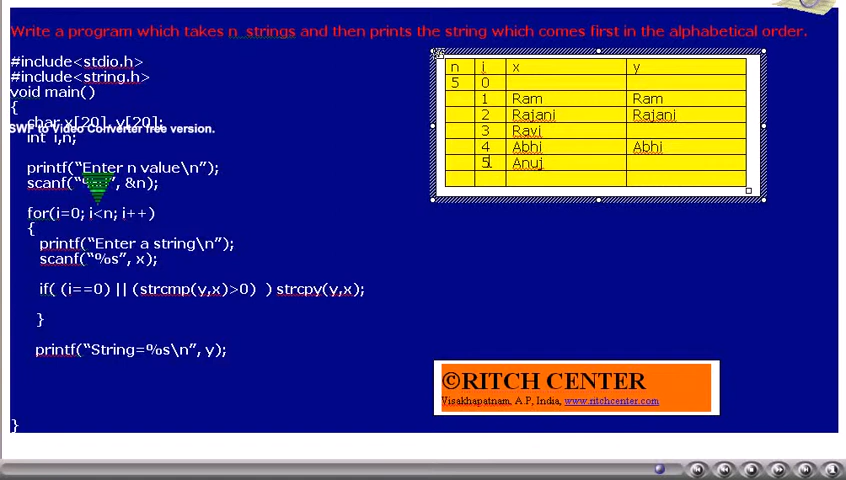 Write a program which takes n_strings and then prints the string which comes first in the alphabetical order.
#include<stdio.h>
#include<string.h>
void main()
{
char x[20], y[20];
SWF to Video Converter free version.
int i,n;
printf("Enter n value\n");
scanf("%d", &n);
for(i=0; i<n; i++)
{
printf("Enter a string\n");
scanf("%s", x);
if( (i==0) || (strcmp(y,x)>0) ) strcpy(y,x);
}
printf("String=%s\n", y);
}
n i x y
5 0
1 Ram Ram
2 Rajani Rajani
3 Ravi
4 Abhi Abhi
5 Anuj
©RITCH CENTER
Visakhapatnam, A.P, India, www.ritchcenter.com